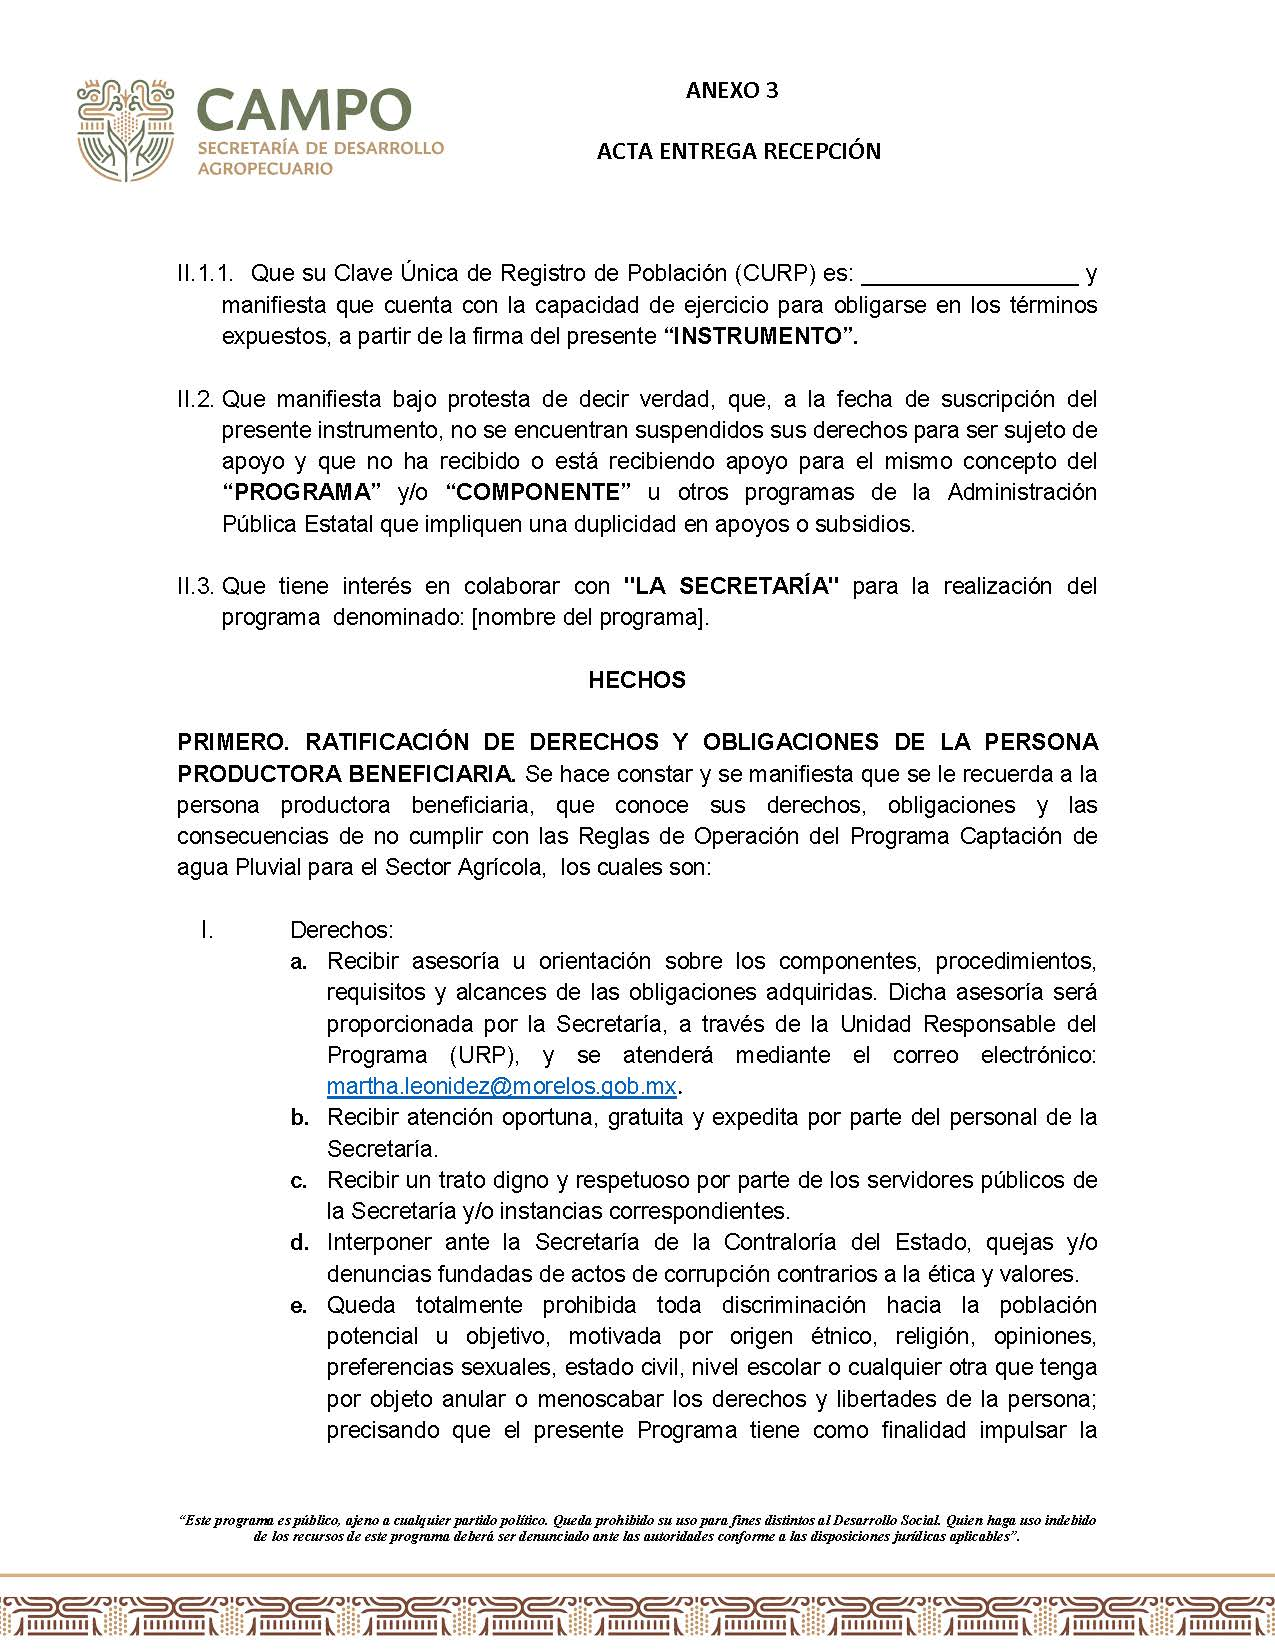 CAMPO
SECRETARÍA DE DESARROLLO
AGROPECUARIO
ANEXO 3
ACTA ENTREGA RECEPCIÓN
II.1.1. Que su Clave Única de Registro de Población (CURP) es: _________________ y
manifiesta que cuenta con la capacidad de ejercicio para obligarse en los términos
expuestos, a partir de la firma del presente “INSTRUMENTO”.
II.2. Que manifiesta bajo protesta de decir verdad, que, a la fecha de suscripción del
presente instrumento, no se encuentran suspendidos sus derechos para ser sujeto de
apoyo y que no ha recibido o está recibiendo apoyo para el mismo concepto del
“PROGRAMA” y/o “COMPONENTE” u otros programas de la Administración
Pública Estatal que impliquen una duplicidad en apoyos o subsidios.
II.3. Que tiene interés en colaborar con "LA SECRETARÍA" para la realización del
programa denominado: [nombre del programa].
HECHOS
PRIMERO. RATIFICACIÓN DE DERECHOS Y OBLIGACIONES DE LA PERSONA
PRODUCTORA BENEFICIARIA. Se hace constar y se manifiesta que se le recuerda a la
persona productora beneficiaria, que conoce sus derechos, obligaciones y las
consecuencias de no cumplir con las Reglas de Operación del Programa Captación de
agua Pluvial para el Sector Agrícola, los cuales son:
I. Derechos:
a. Recibir asesoría u orientación sobre los componentes, procedimientos,
requisitos y alcances de las obligaciones adquiridas. Dicha asesoría será
proporcionada por la Secretaría, a través de la Unidad Responsable del
Programa (URP), y se atenderá mediante el correo electrónico:
martha.leonidez@morelos.gob.mx.
b. Recibir atención oportuna, gratuita y expedita por parte del personal de la
Secretaría.
c. Recibir un trato digno y respetuoso por parte de los servidores públicos de
la Secretaría y/o instancias correspondientes.
d. Interponer ante la Secretaría de la Contraloría del Estado, quejas y/o
denuncias fundadas de actos de corrupción contrarios a la ética y valores.
e. Queda totalmente prohibida toda discriminación hacia la población
potencial u objetivo, motivada por origen étnico, religión, opiniones,
preferencias sexuales, estado civil, nivel escolar o cualquier otra que tenga
por objeto anular o menoscabar los derechos y libertades de la persona;
precisando que el presente Programa tiene como finalidad impulsar la
“Este programa es público, ajeno a cualquier partido político. Queda prohibido su uso para fines distintos al Desarrollo Social. Quien haga uso indebido
de los recursos de este programa deberá ser denunciado ante las autoridades conforme a las disposiciones jurídicas aplicables”.